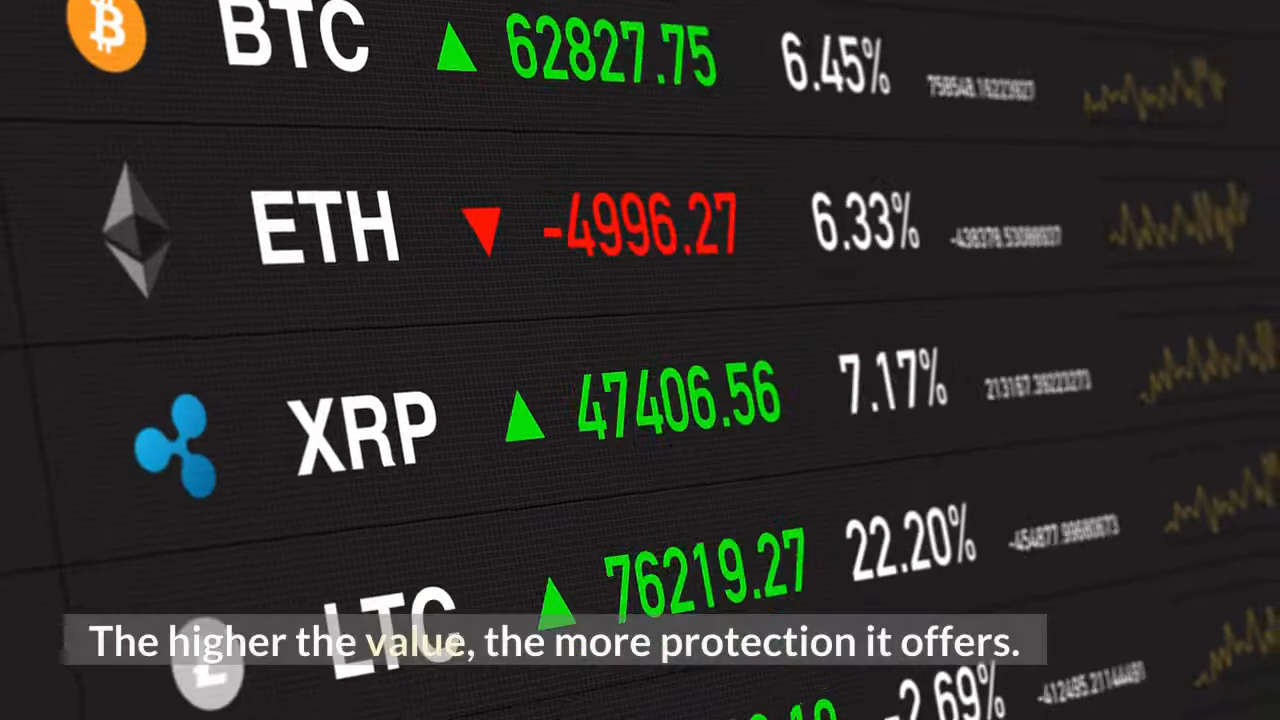 BTC ▲ 62827.75 6.45%
ETH ▼ -4996.27 6.33%
XRP ▲ 47406.56 7.17%
LTC ▲ 76219.27 22.20%
The higher the value, the more protection it offers.
-2.69%